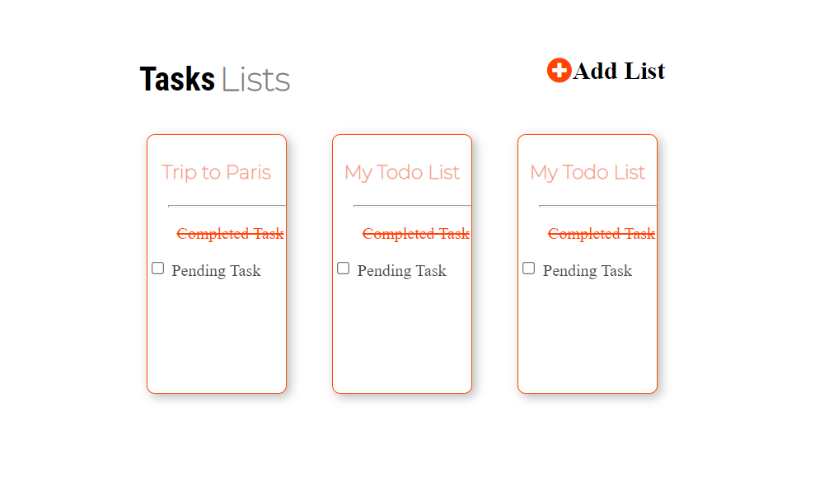 Tasks Lists
Add List
Trip to Paris
Completed Task
Pending Task
My Todo List
Completed Task
Pending Task
My Todo List
Completed Task
Pending Task